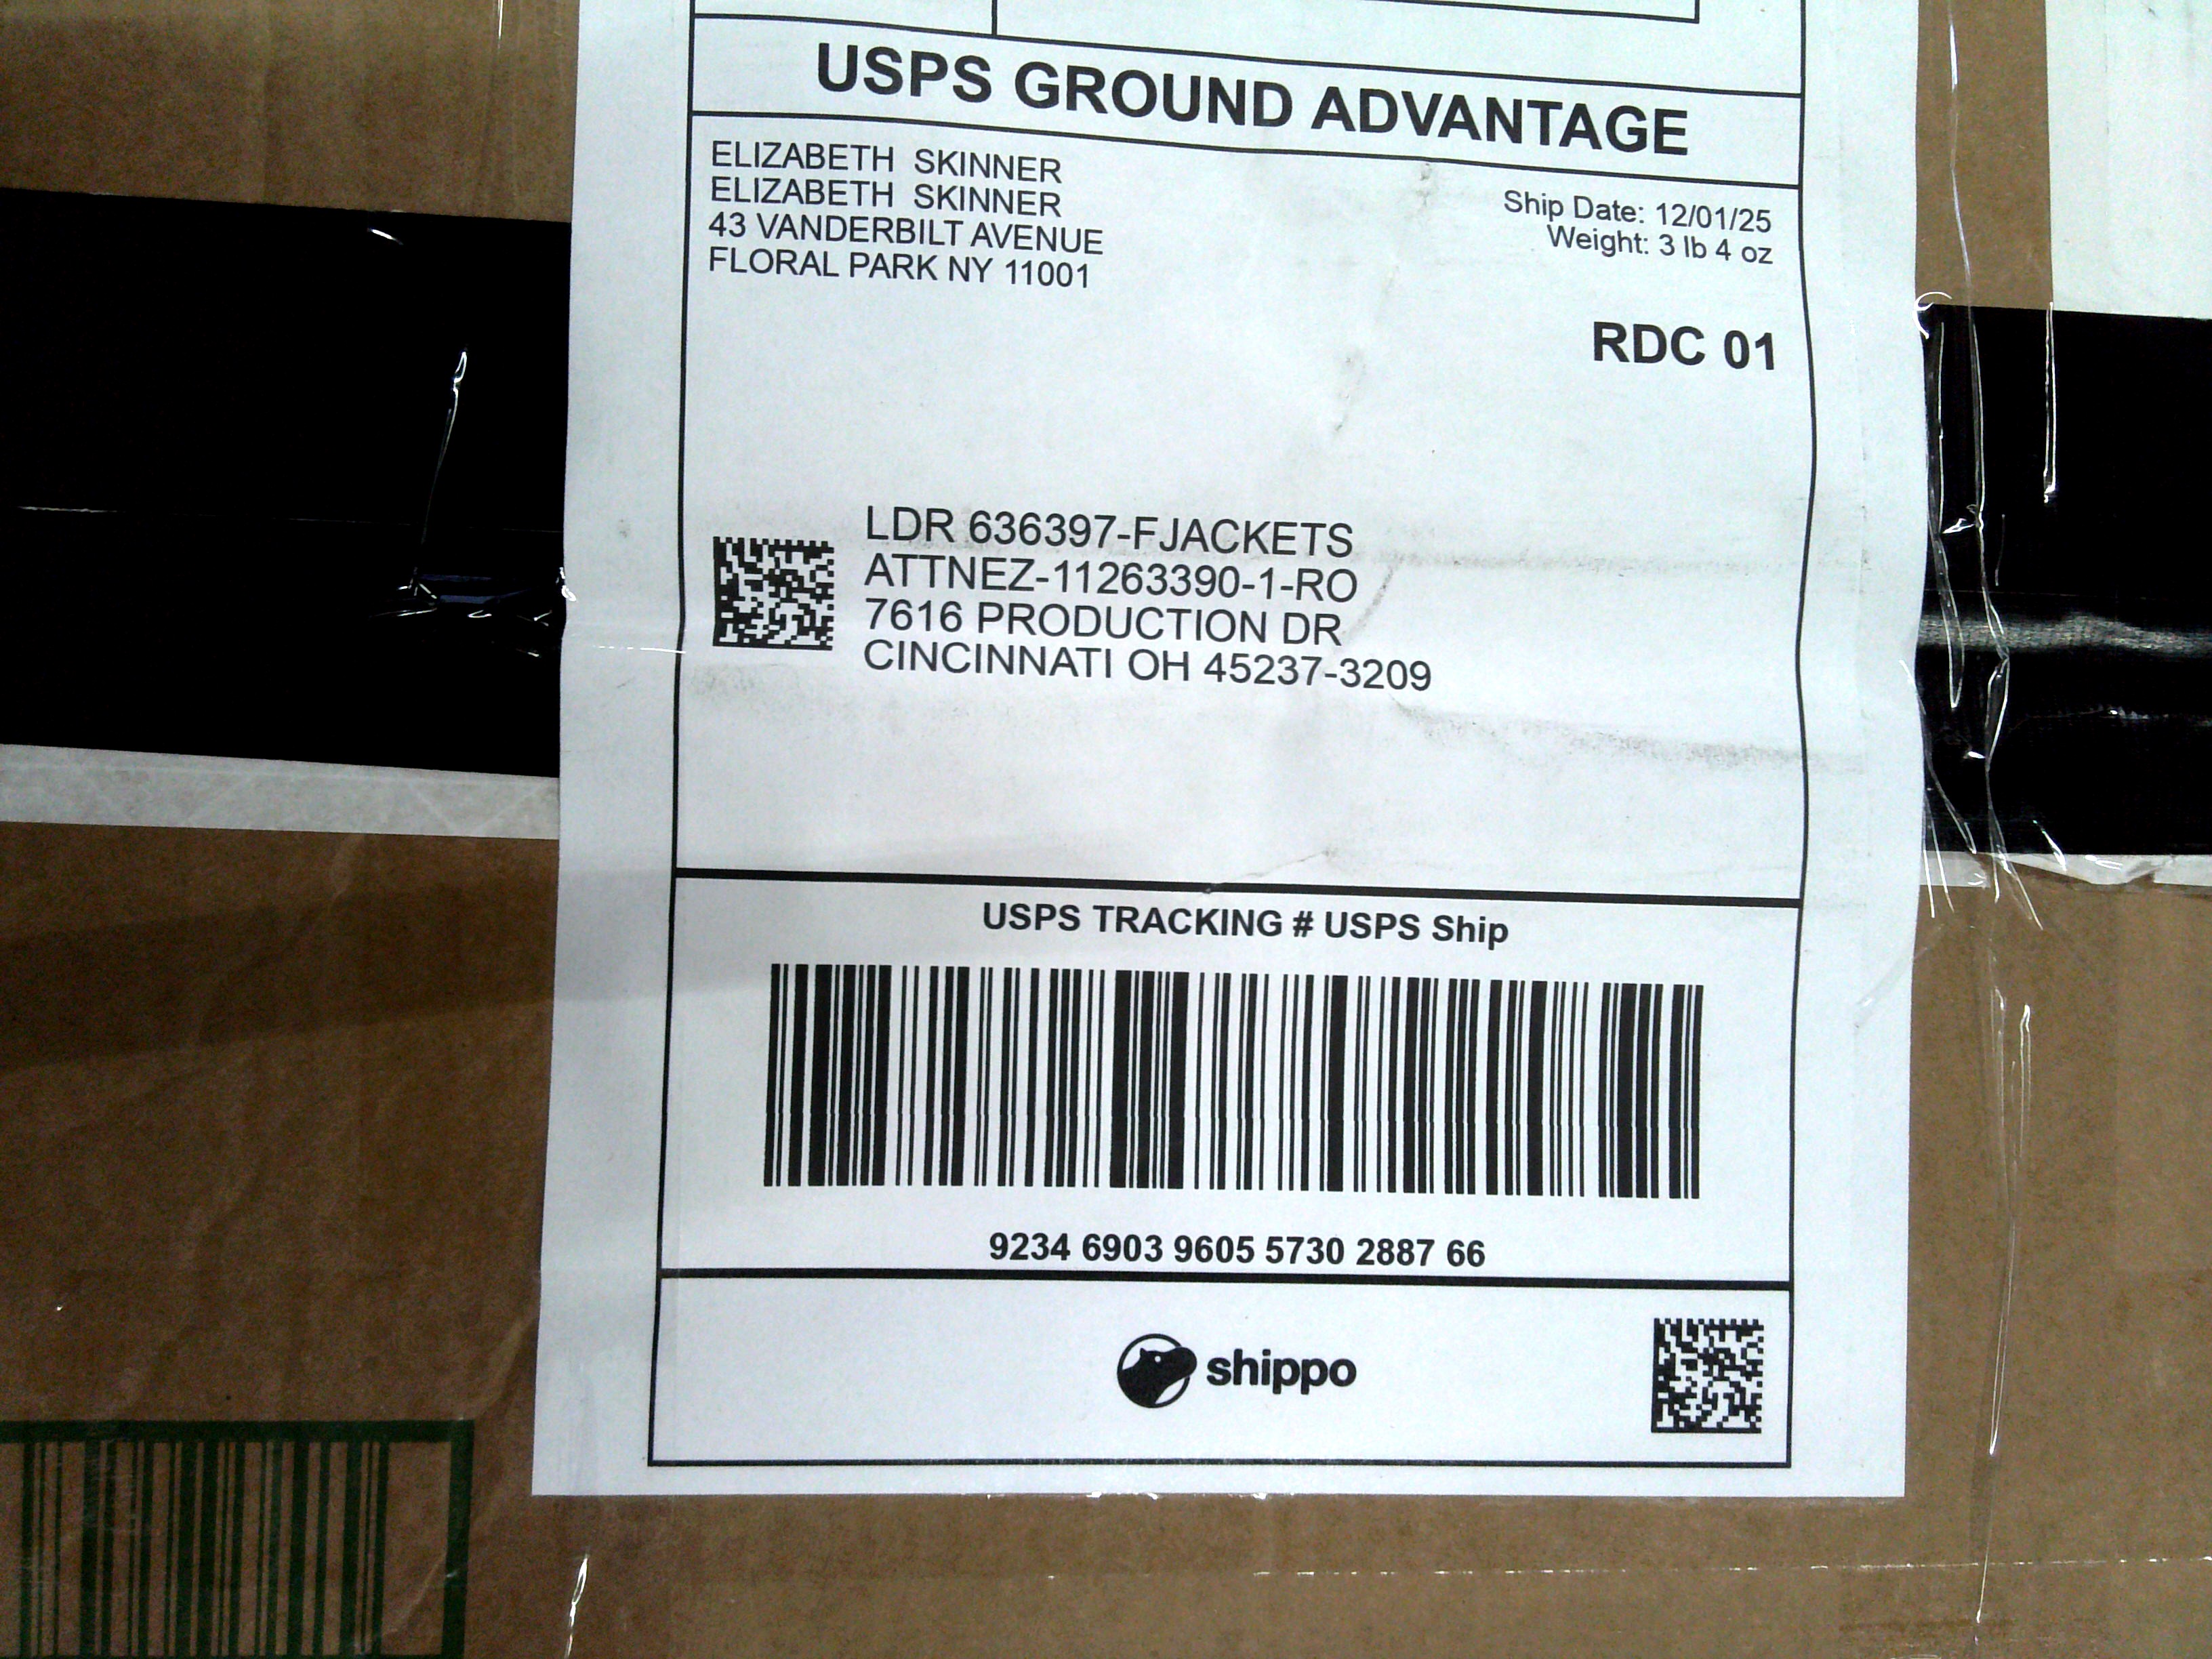 USPS GROUND ADVANTAGE
ELIZABETH SKINNER
ELIZABETH SKINNER
43 VANDERBILT AVENUE
FLORAL PARK NY 11001
Ship Date: 12/01/25
Weight: 3 lb 4 oz
RDC 01
LDR 636397-FJACKETS
ATTNEZ-11263390-1-RO
7616 PRODUCTION DR
CINCINNATI OH 45237-3209
USPS TRACKING # USPS Ship
9234 6903 9605 5730 2887 66
shippo